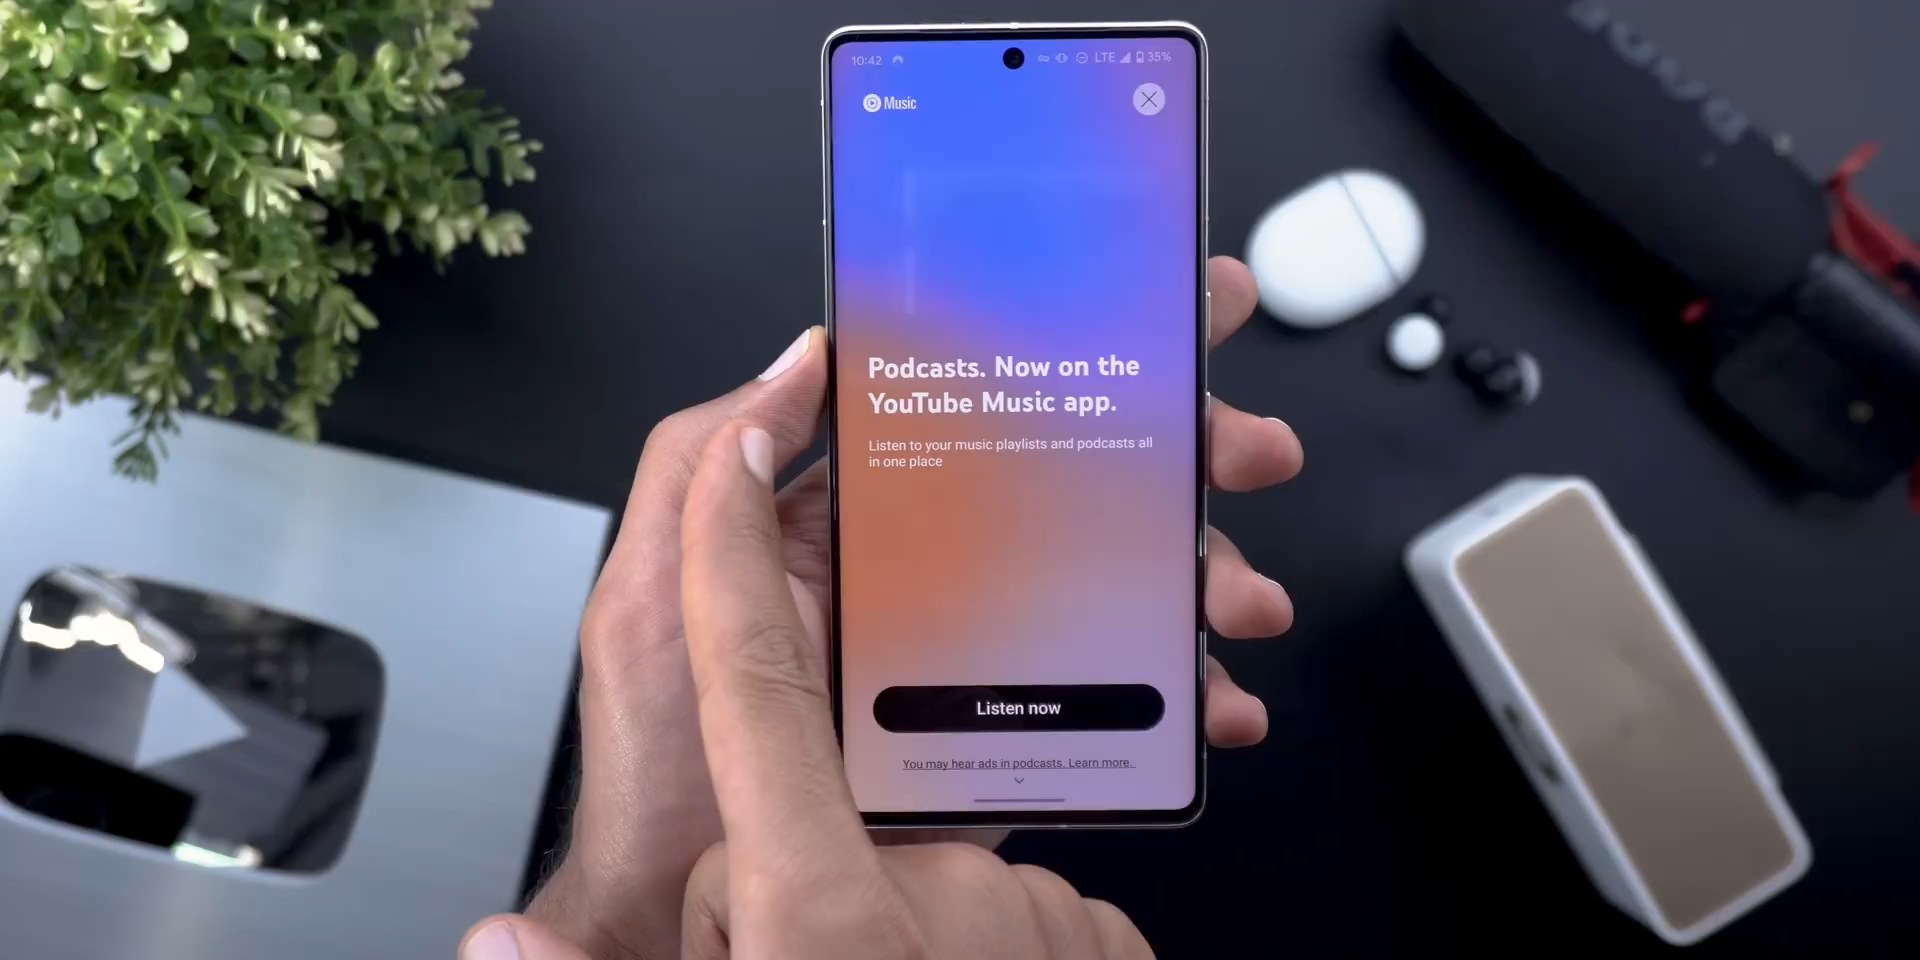 10:42 LTE 35%
Music
Podcasts. Now on the
YouTube Music app.
Listen to your music playlists and podcasts all
in one place
Listen now
You may hear ads in podcasts. Learn more.